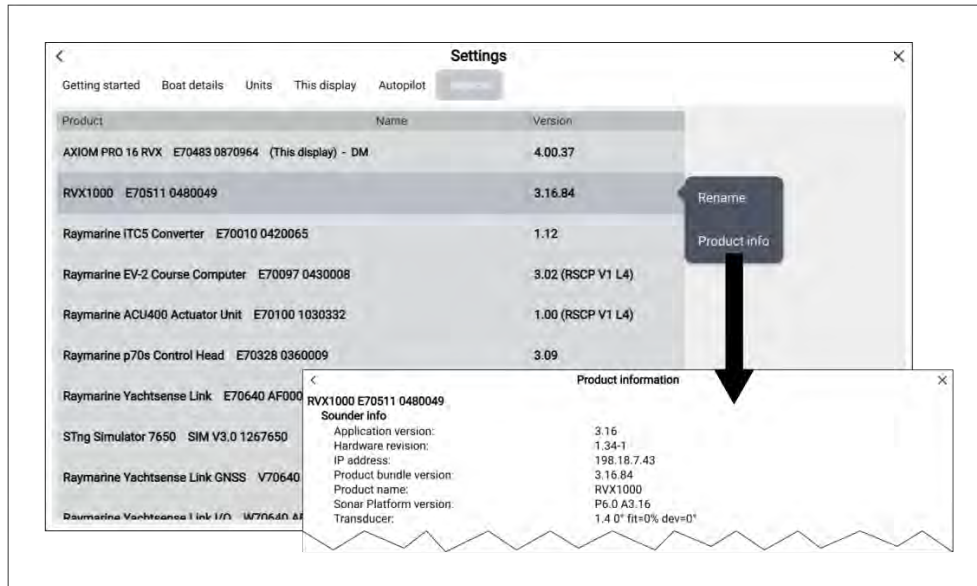 Settings
Getting started Boat details Units This display Autopilot
Product Name Version
AXIOM PRO 16 RVX E70483 0870964 (This display) - DM 4.00.37
RVX1000 E70511 0480049 3.16.84
Rename
Product info
Raymarine iTC5 Converter E70010 0420065 1.12
Raymarine EV-2 Course Computer E70097 0430008 3.02 (RSCP V1 L4)
Raymarine ACU400 Actuator Unit E70100 1030332 1.00 (RSCP V1 L4)
Raymarine p70s Control Head E70328 0360009 3.09
Raymarine Yachtsense Link E70640 AF000
STng Simulator 7650 SIM V3.0 1267650
Raymarine Yachtsense Link GNSS V70640
Raymarine Yachtsense Link I/O W70640
Product information
RVX1000 E70511 0480049
Sounder info
Application version: 3.16
Hardware revision: 1.34-1
IP address: 198.18.7.43
Product bundle version: 3.16.84
Product name: RVX1000
Sonar Platform version: P6.0 A3.16
Transducer: 1.4 0° fit=0% dev=0°